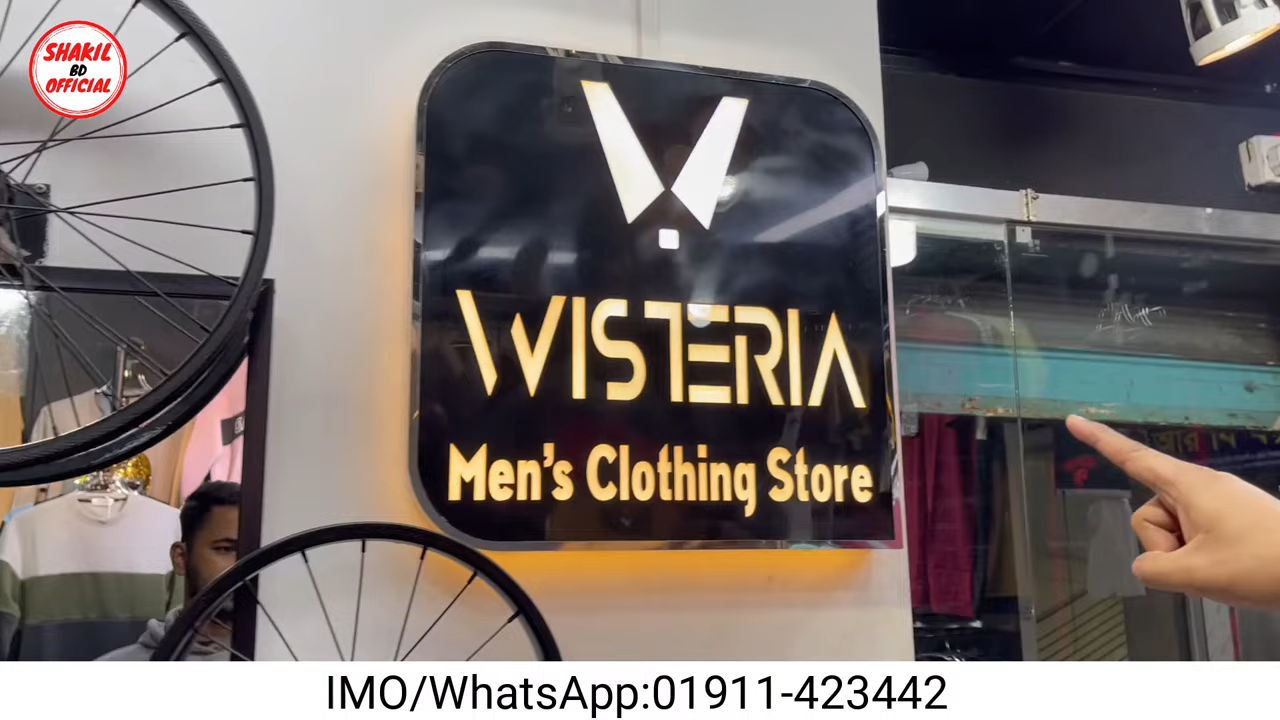 SHAKIL
BD
OFFICIAL
WISTERIA
Men's Clothing Store
IMO/WhatsApp:01911-423442